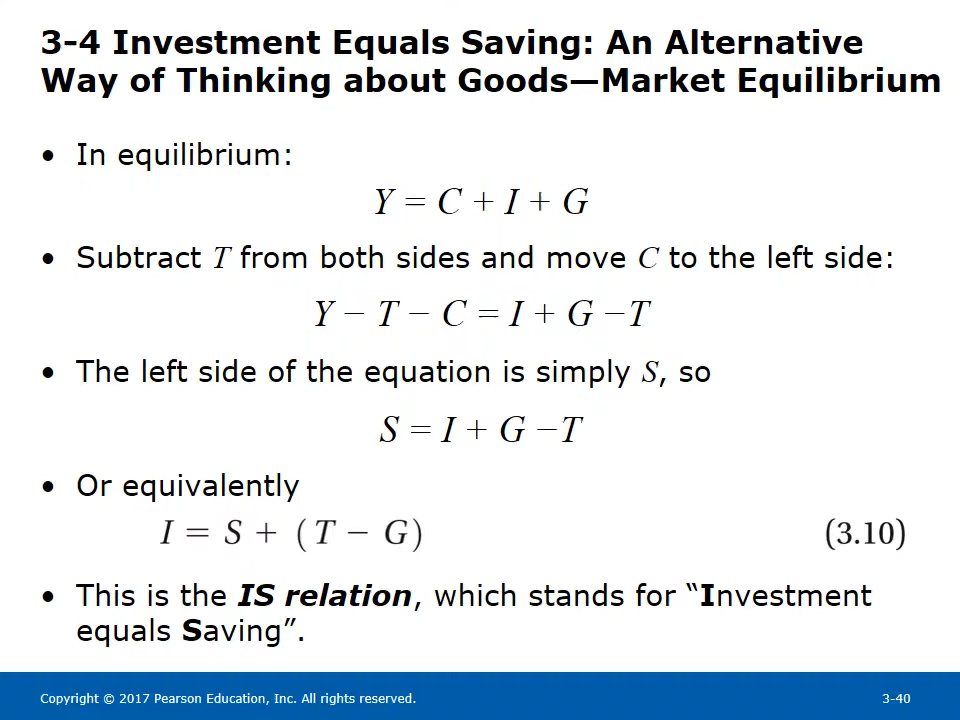 3-4 Investment Equals Saving: An Alternative
Way of Thinking about Goods—Market Equilibrium
• In equilibrium:
Y = C + I + G
• Subtract T from both sides and move C to the left side:
Y − T − C = I + G −T
• The left side of the equation is simply S, so
S = I + G −T
• Or equivalently
I = S + (T − G) (3.10)
• This is the IS relation, which stands for “Investment
equals Saving”.
Copyright © 2017 Pearson Education, Inc. All rights reserved. 3-40